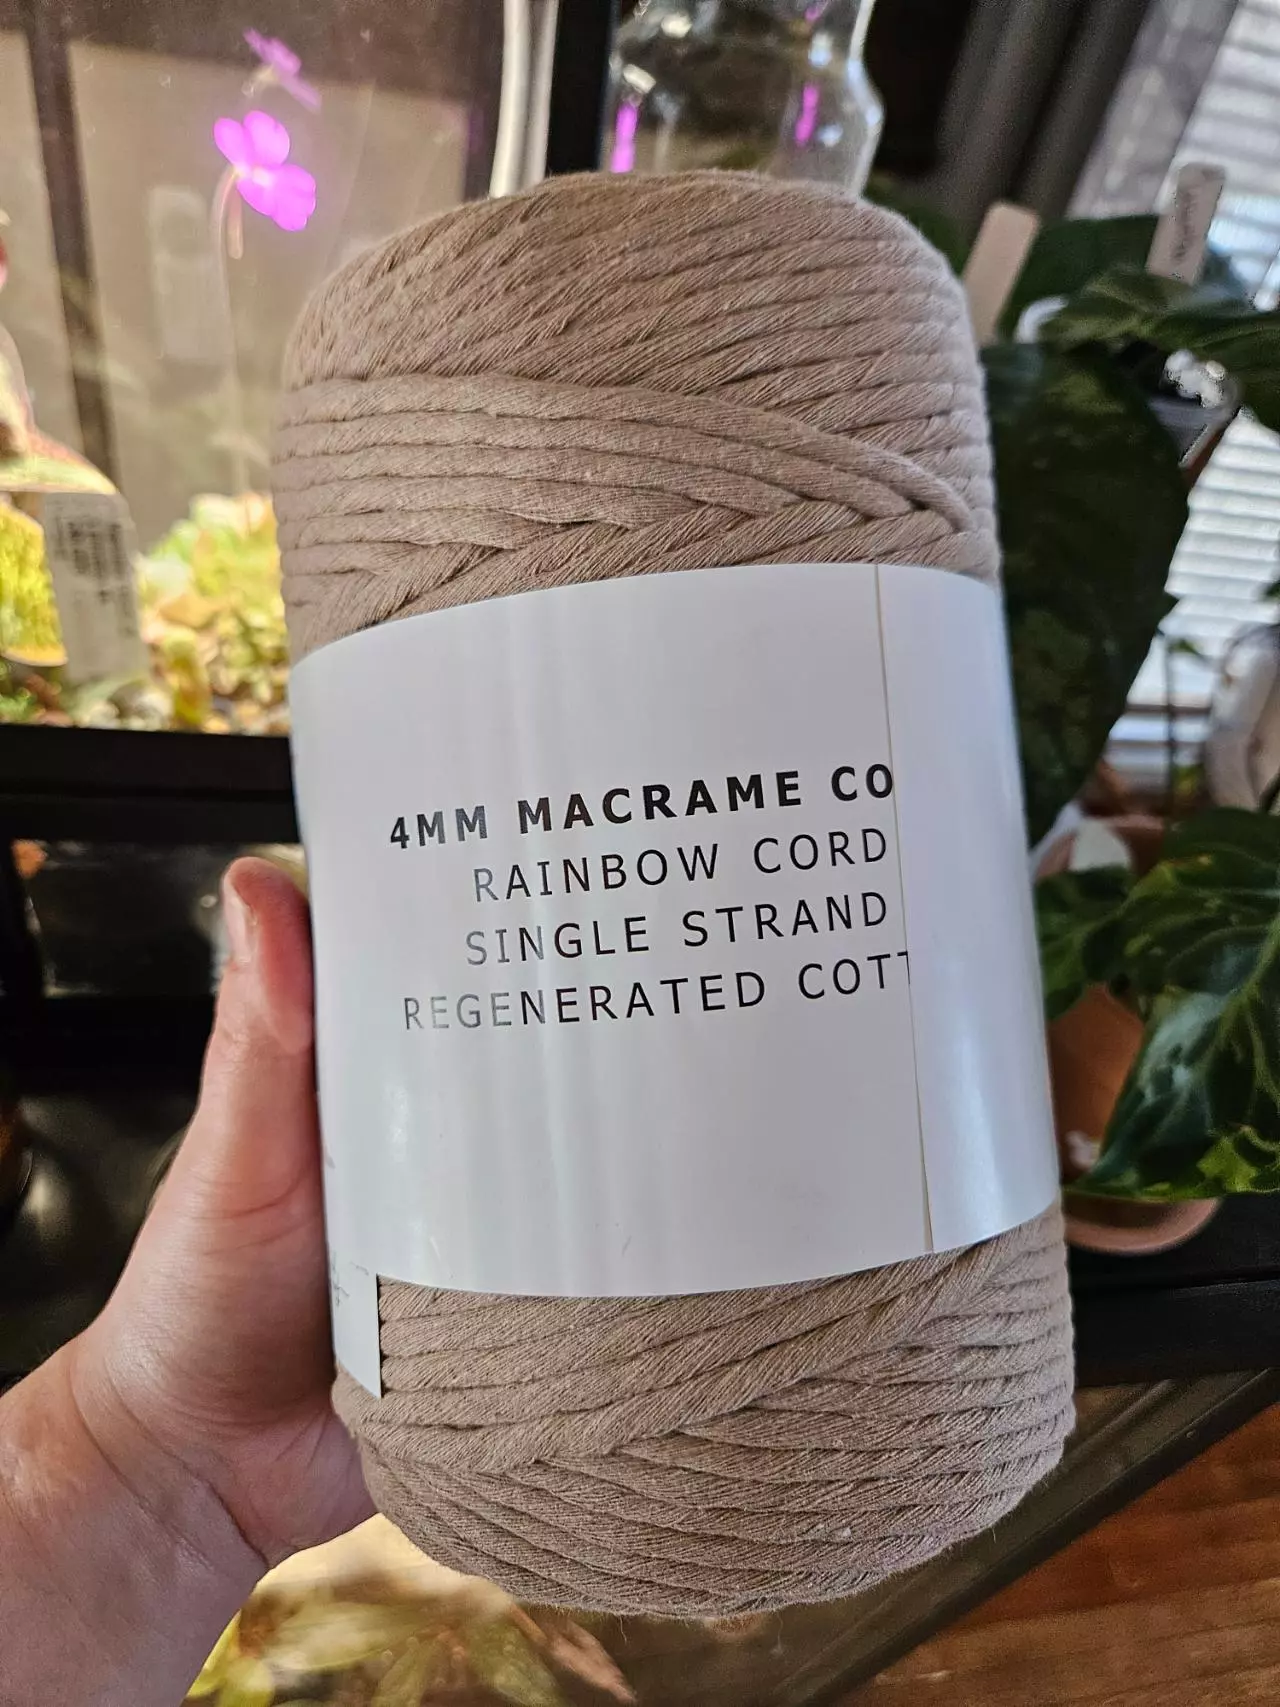 4MM MACRAME CO
RAINBOW CORD
SINGLE STRAND
REGENERATED COTT